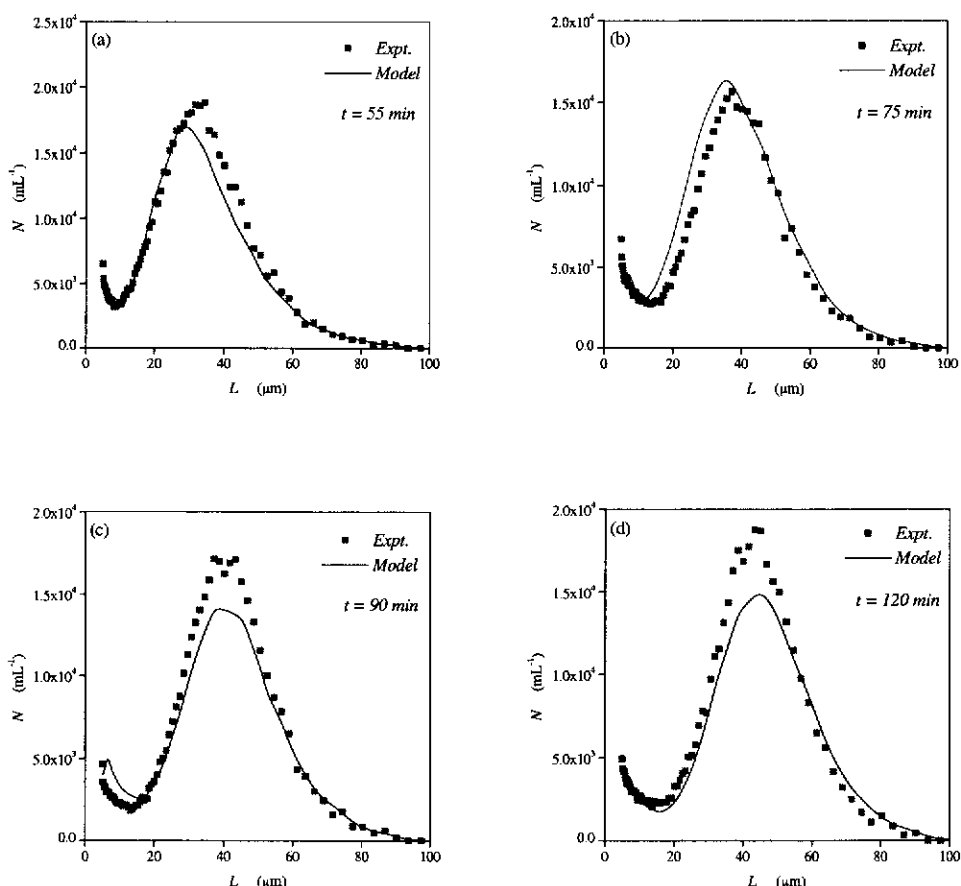 (a)
Expt.
Model
t = 55 min
2.5x10⁴
2.0x10⁴
1.5x10⁴
1.0x10⁴
5.0x10³
0.0
N (mL⁻¹)
0 20 40 60 80 100
L (μm)
(b)
Expt.
Model
t = 75 min
2.0x10⁴
1.5x10⁴
1.0x10⁴
5.0x10³
0.0
N (mL⁻¹)
0 20 40 60 80 100
L (μm)
(c)
Expt.
Model
t = 90 min
2.0x10⁴
1.5x10⁴
1.0x10⁴
5.0x10³
0.0
N (mL⁻¹)
0 20 40 60 80 100
L (μm)
(d)
Expt.
Model
t = 120 min
2.0x10⁴
1.5x10⁴
1.0x10⁴
5.0x10³
0.0
N (mL⁻¹)
0 20 40 60 80 100
L (μm)